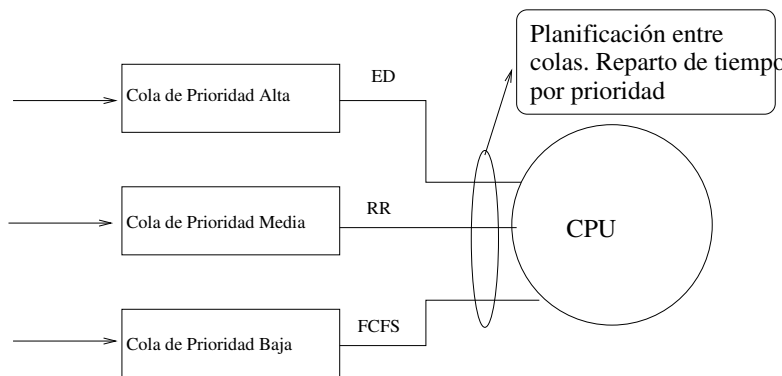 Planificación entre
colas. Reparto de tiempo
por prioridad
ED
Cola de Prioridad Alta
RR
Cola de Prioridad Media
CPU
FCFS
Cola de Prioridad Baja